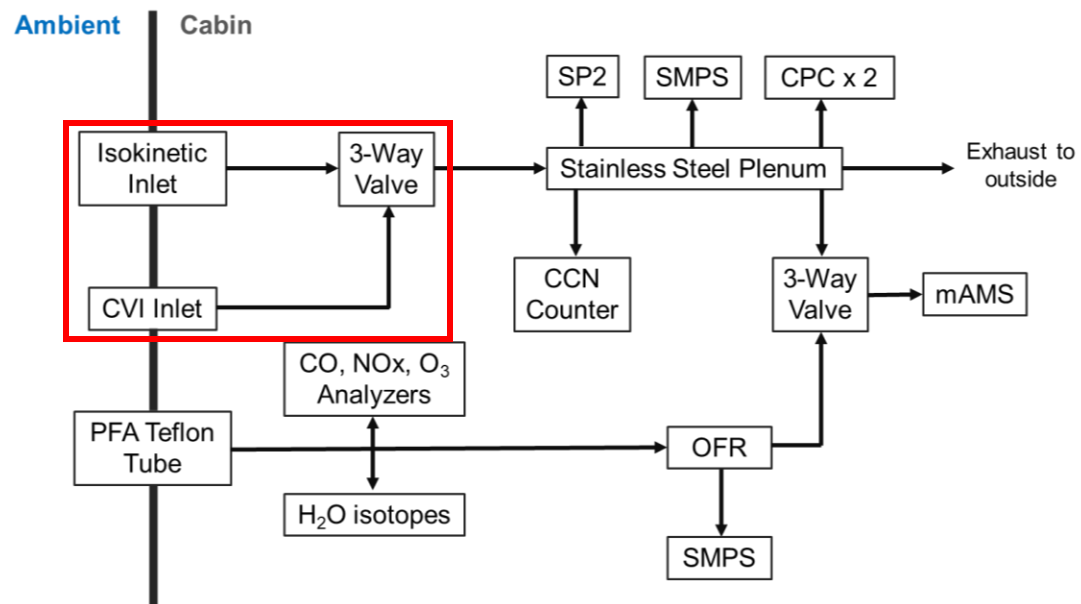 Ambient
Cabin
SP2
SMPS
CPC x 2
Isokinetic
Inlet
3-Way
Valve
Stainless Steel Plenum
Exhaust to
outside
CVI Inlet
CCN
Counter
3-Way
Valve
mAMS
CO, NOx, O₃
Analyzers
PFA Teflon
Tube
OFR
H₂O isotopes
SMPS